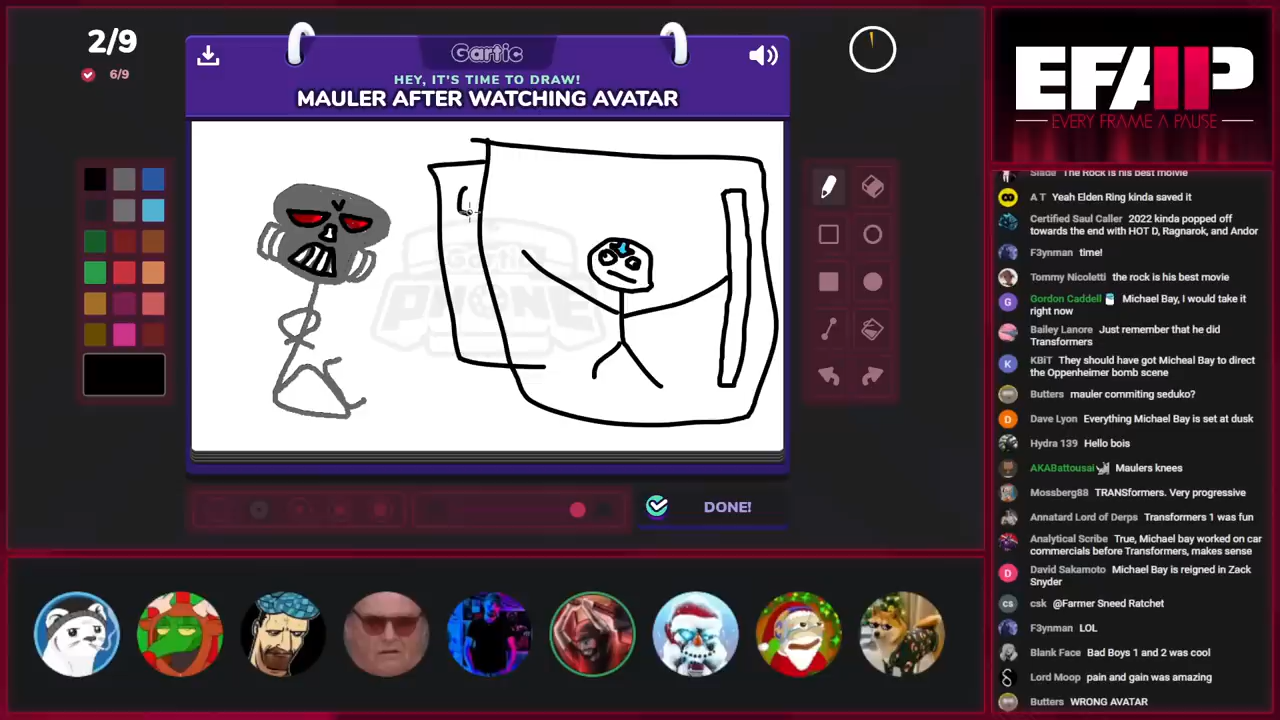 2/9
6/9
Gartic
HEY, IT'S TIME TO DRAW!
MAULER AFTER WATCHING AVATAR
Gartic
PHONE
DONE!
EFAP
EVERY FRAME A PAUSE
Slade The Rock is his best movie
A T Yeah Elden Ring kinda saved it
Certified Saul Caller 2022 kinda popped off
towards the end with HOT D, Ragnarok, and Andor
F3ynman time!
Tommy Nicoletti the rock is his best movie
G Gordon Caddell Michael Bay, I would take it
right now
Bailey Lanore Just remember that he did
Transformers
K KBiT They should have got Micheal Bay to direct
the Oppenheimer bomb scene
Butters mauler commiting seduko?
D Dave Lyon Everything Michael Bay is set at dusk
Hydra 139 Hello bois
AKABattousai Maulers knees
Mossberg88 TRANSformers. Very progressive
Annatard Lord of Derps Transformers 1 was fun
Analytical Scribe True, Michael bay worked on car
commercials before Transformers, makes sense
D David Sakamoto Michael Bay is reigned in Zack
Snyder
cs csk @Farmer Sneed Ratchet
F3ynman LOL
Blank Face Bad Boys 1 and 2 was cool
Lord Moop pain and gain was amazing
Butters WRONG AVATAR